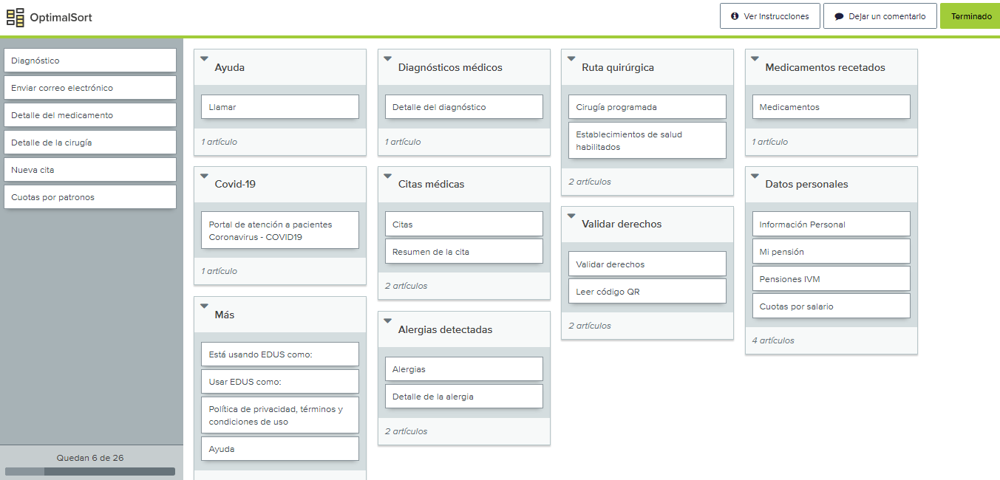 OptimalSort
Ver Instrucciones
Dejar un comentario
Terminado
Diagnóstico
Enviar correo electrónico
Detalle del medicamento
Detalle de la cirugía
Nueva cita
Cuotas por patronos
Quedan 6 de 26
Ayuda
Llamar
1 artículo
Covid-19
Portal de atención a pacientes
Coronavirus - COVID19
1 artículo
Más
Está usando EDUS como:
Usar EDUS como:
Política de privacidad, términos y
condiciones de uso
Ayuda
Diagnósticos médicos
Detalle del diagnóstico
1 artículo
Citas médicas
Citas
Resumen de la cita
2 artículos
Alergias detectadas
Alergias
Detalle de la alergia
2 artículos
Ruta quirúrgica
Cirugía programada
Establecimientos de salud
habilitados
2 artículos
Validar derechos
Validar derechos
Leer código QR
2 artículos
Medicamentos recetados
Medicamentos
1 artículo
Datos personales
Información Personal
Mi pensión
Pensiones IVM
Cuotas por salario
4 artículos